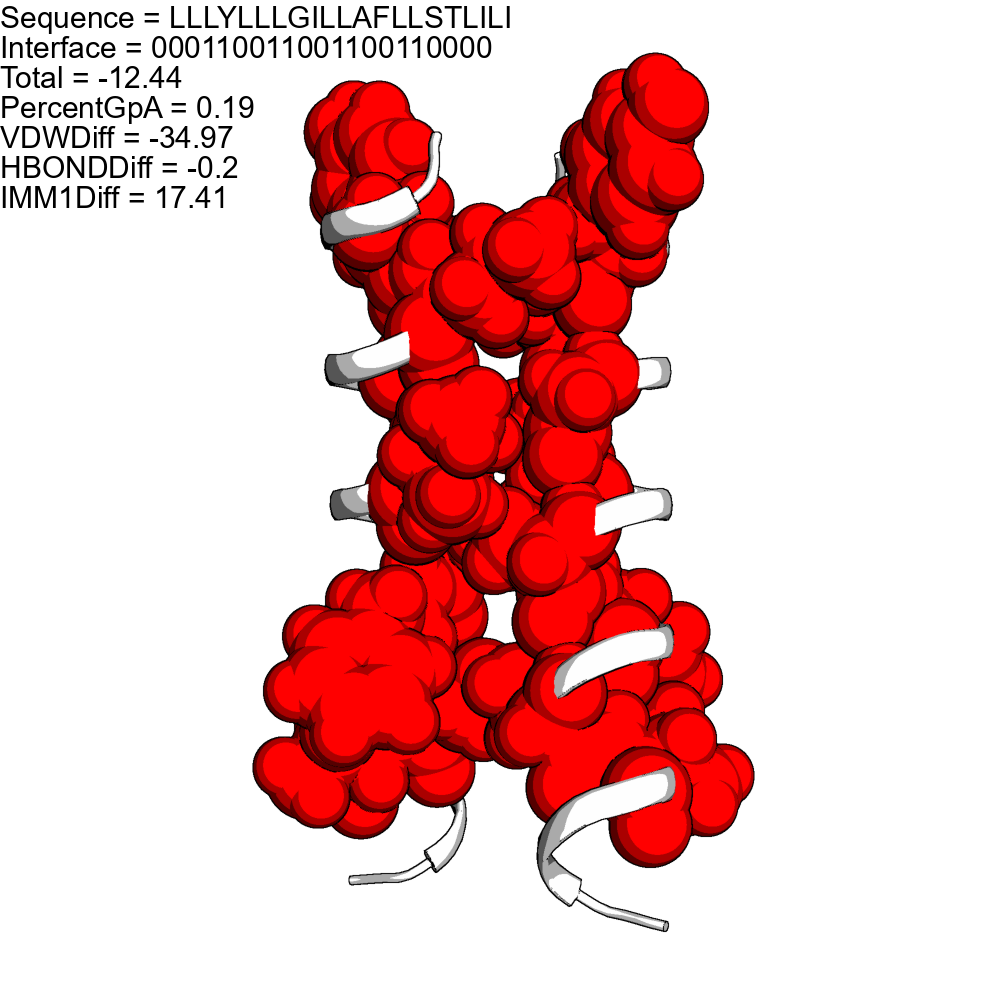 Sequence = LLLYLLLGILLAFLLSTLILI
Interface = 000110011001100110000
Total = -12.44
PercentGpA = 0.19
VDWDiff = -34.97
HBONDDiff = -0.2
IMM1Diff = 17.41